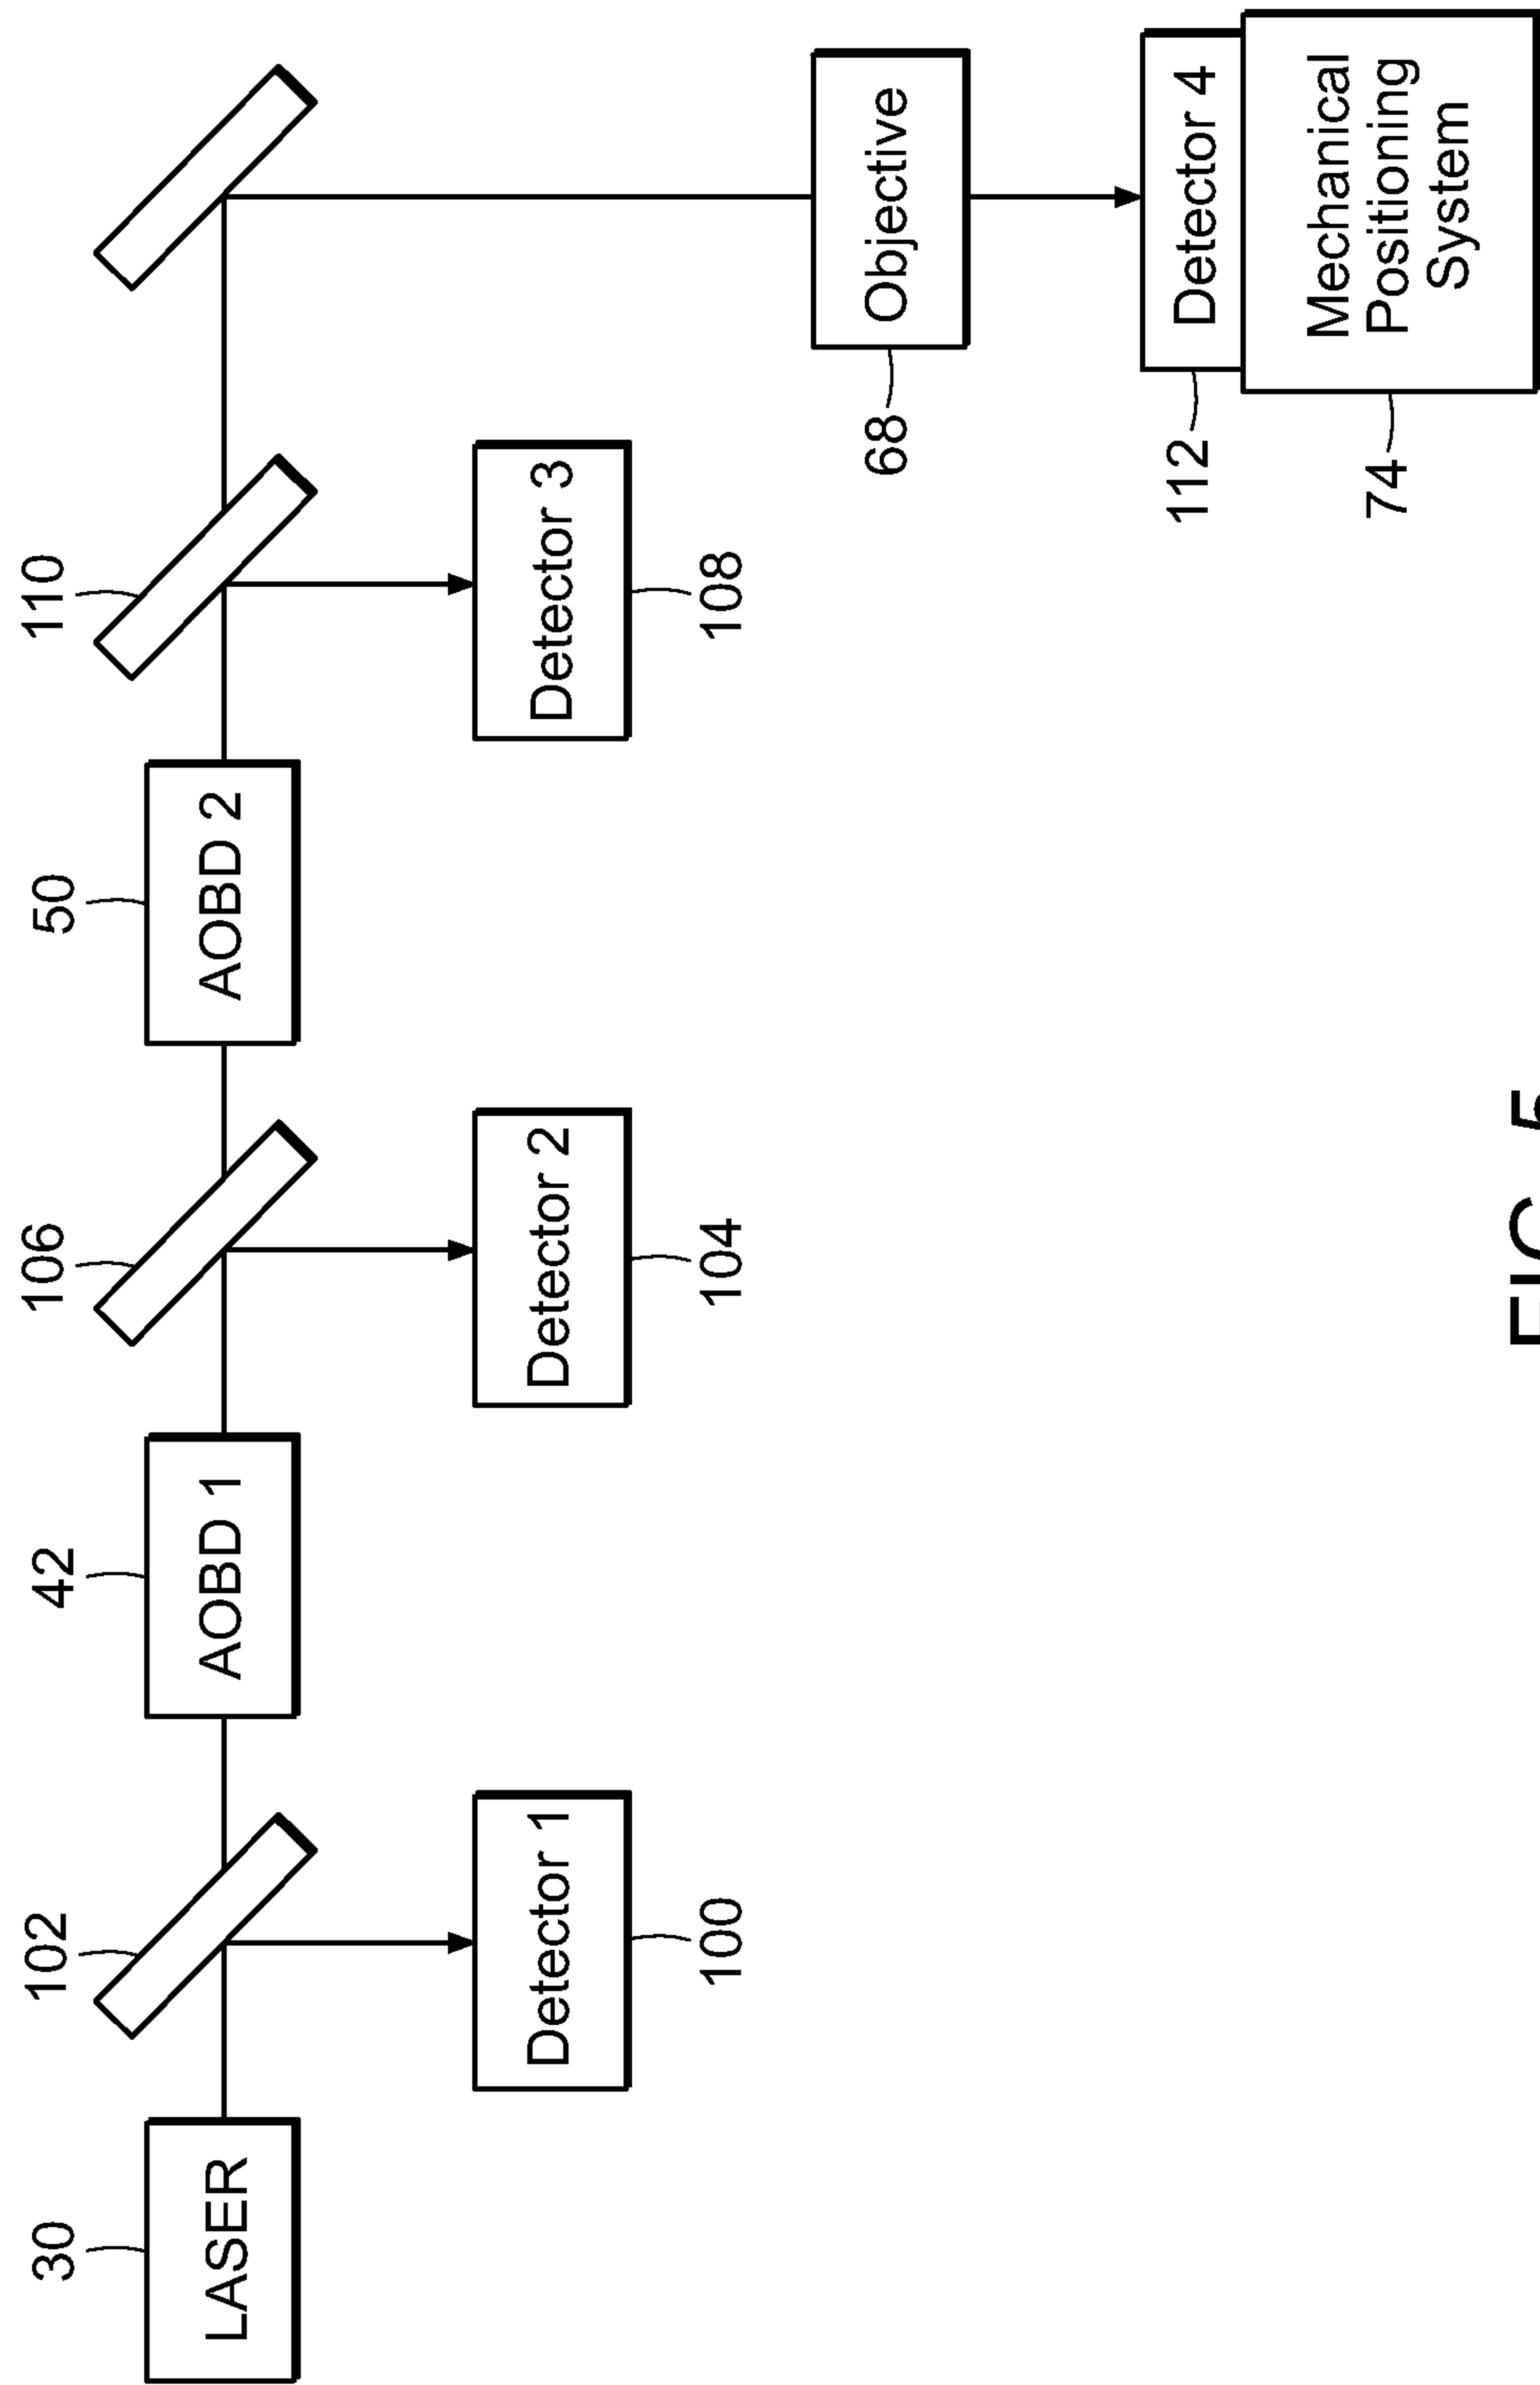 30
102
42
106
50
110
LASER
AOBD 1
AOBD 2
Detector 1
Detector 2
Detector 3
100
104
108
68
Objective
112
Detector 4
74
Mechanical
Positioning
System